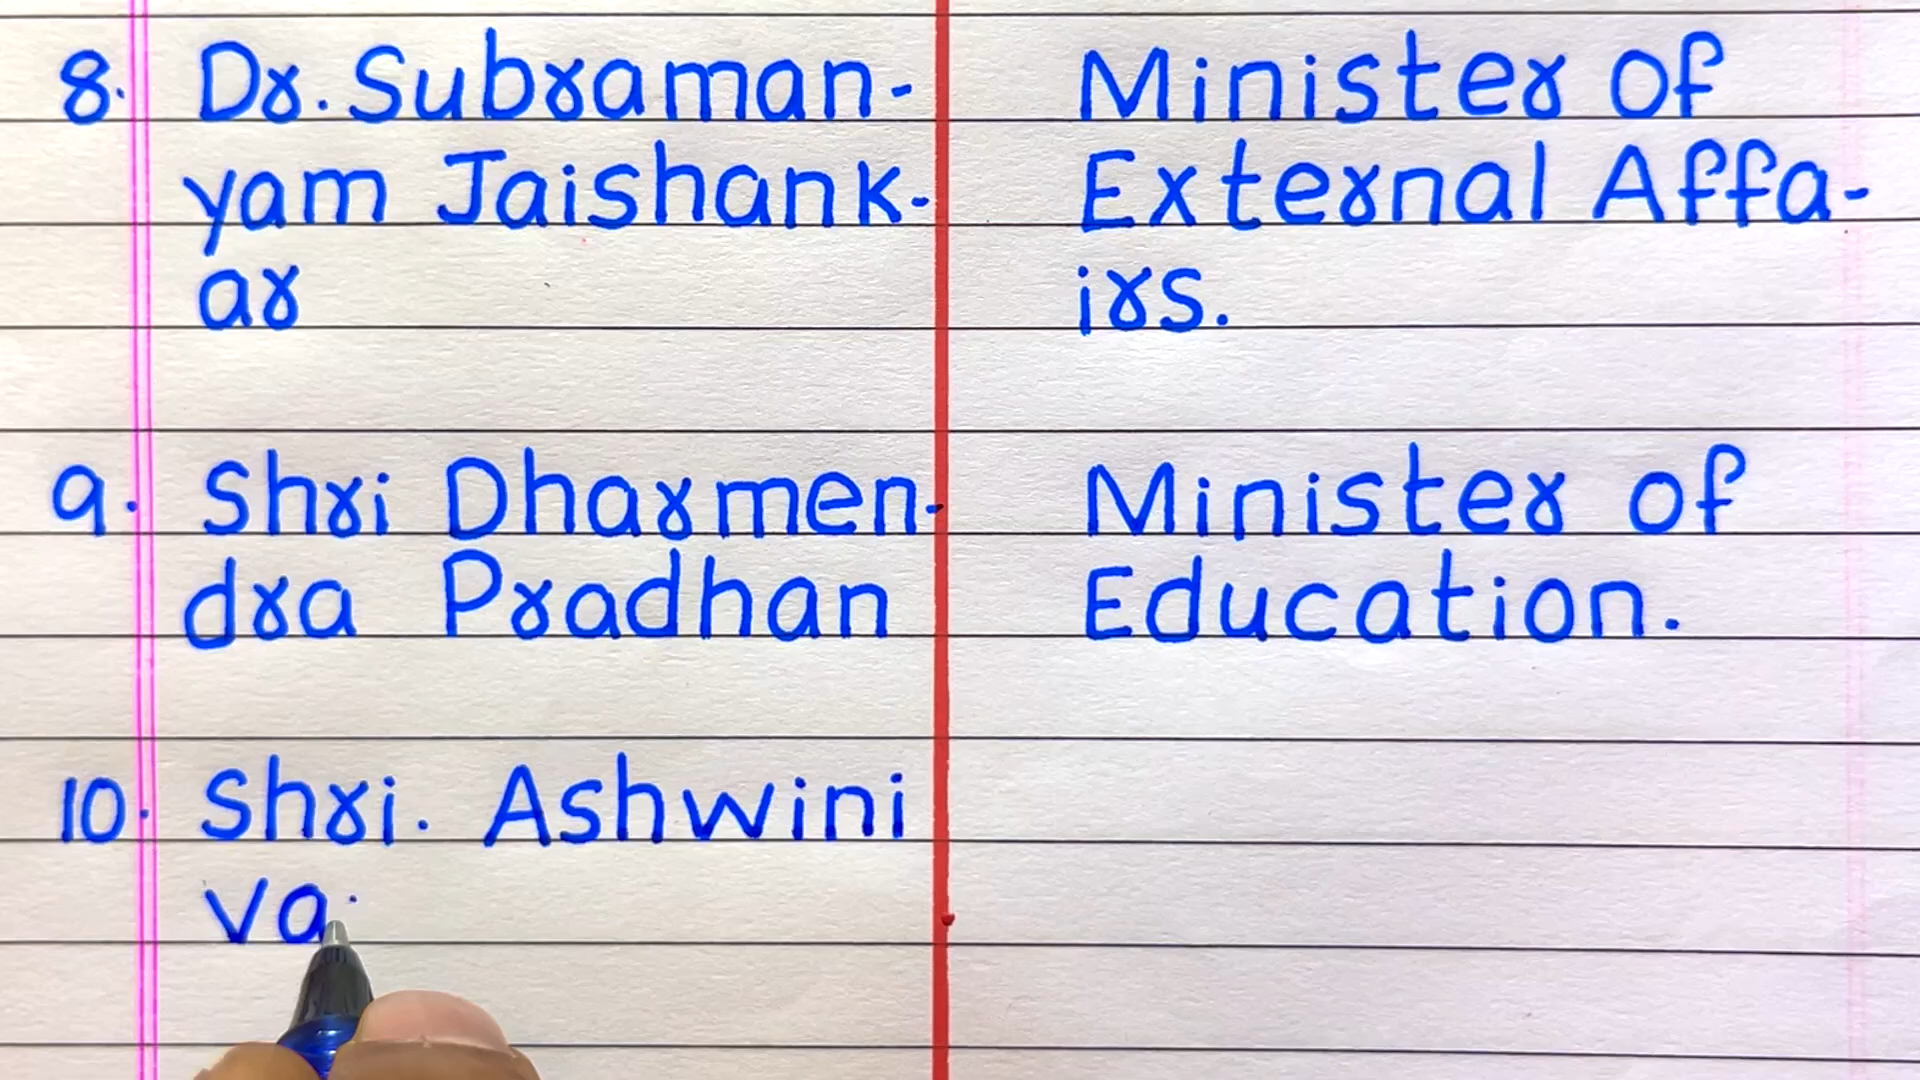 8. Dr. Subraman- Minister of
yam Jaishank- External Affa-
ar irs.
9. Shri Dharmen- Minister of
dra Pradhan Education.
10. Shri. Ashwini
Va